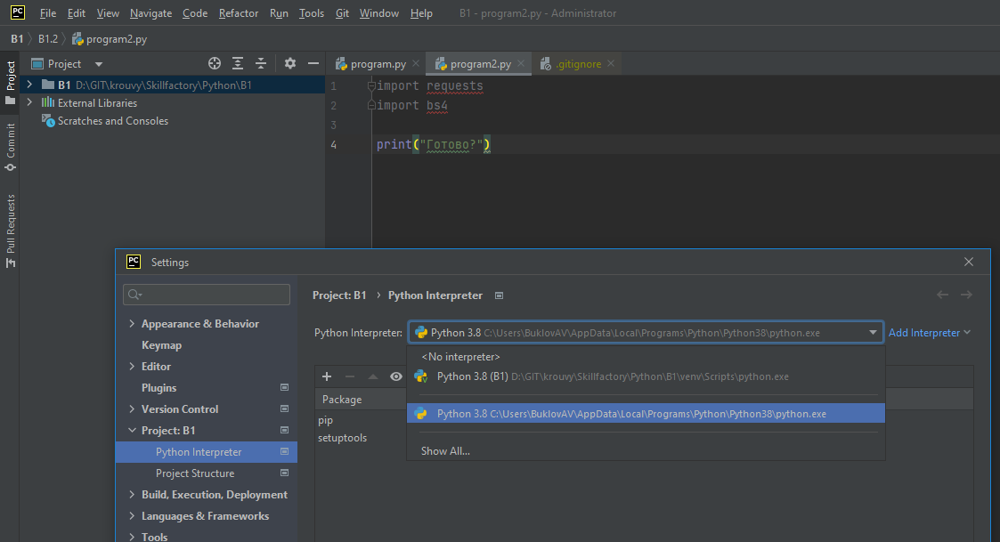 PC File Edit View Navigate Code Refactor Run Tools Git Window Help B1 - program2.py - Administrator
B1 B1.2 program2.py
Project
Commit
Pull Requests
Project
B1 D:\GIT\krouvy\Skillfactory\Python\B1
External Libraries
Scratches and Consoles
program.py program2.py .gitignore
1 import requests
2 import bs4
3
4 print("Готово?")
PC Settings
Appearance & Behavior
Keymap
Editor
Plugins
Version Control
Project: B1
Python Interpreter
Project Structure
Build, Execution, Deployment
Languages & Frameworks
Tools
Project: B1 › Python Interpreter
Python Interpreter: Python 3.8 C:\Users\BuklovAV\AppData\Local\Programs\Python\Python38\python.exe Add Interpreter
<No interpreter>
Python 3.8 (B1) D:\GIT\krouvy\Skillfactory\Python\B1\venv\Scripts\python.exe
Python 3.8 C:\Users\BuklovAV\AppData\Local\Programs\Python\Python38\python.exe
Show All...
Package
pip
setuptools